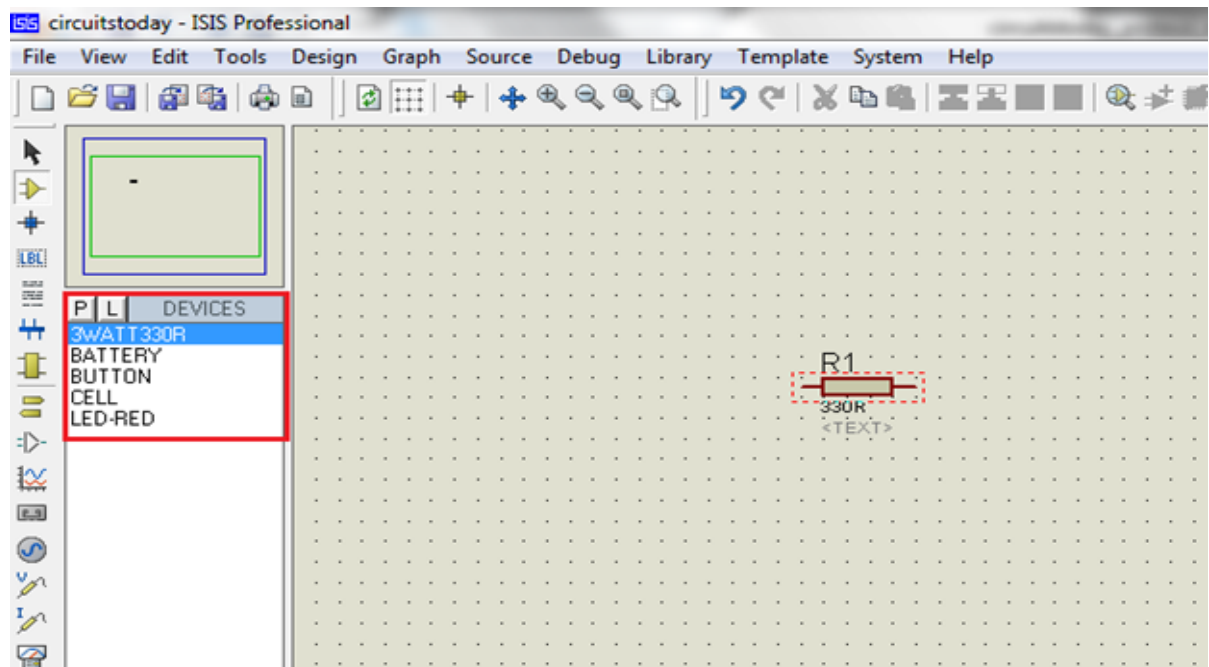 ISIS circuitstoday - ISIS Professional
File View Edit Tools Design Graph Source Debug Library Template System Help
LBL
P L DEVICES
3WATT330R
BATTERY
BUTTON
CELL
LED-RED
R1
330R
<TEXT>
V
I